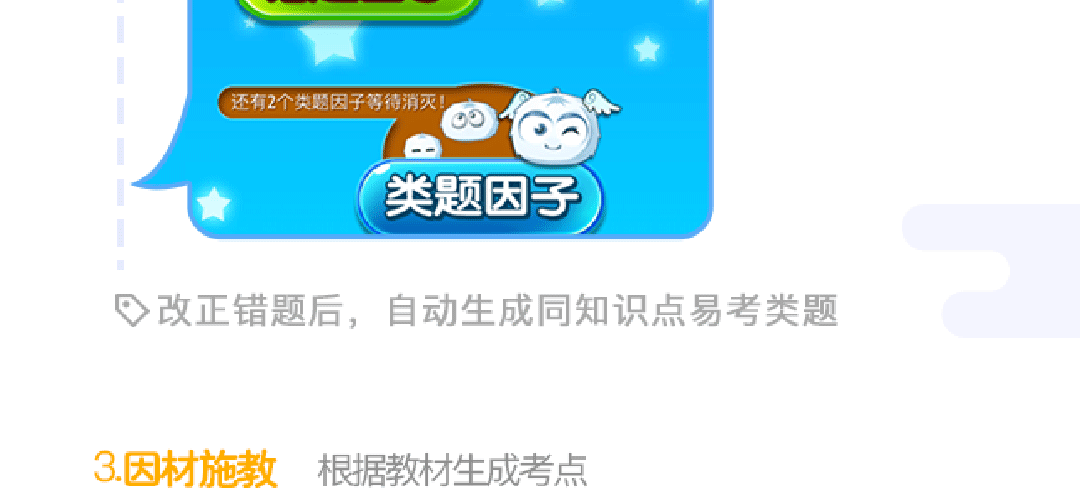 还有2个类题因子等待消灭!
类题因子
改正错题后，自动生成同知识点易考类题
3.因材施教 根据教材生成考点